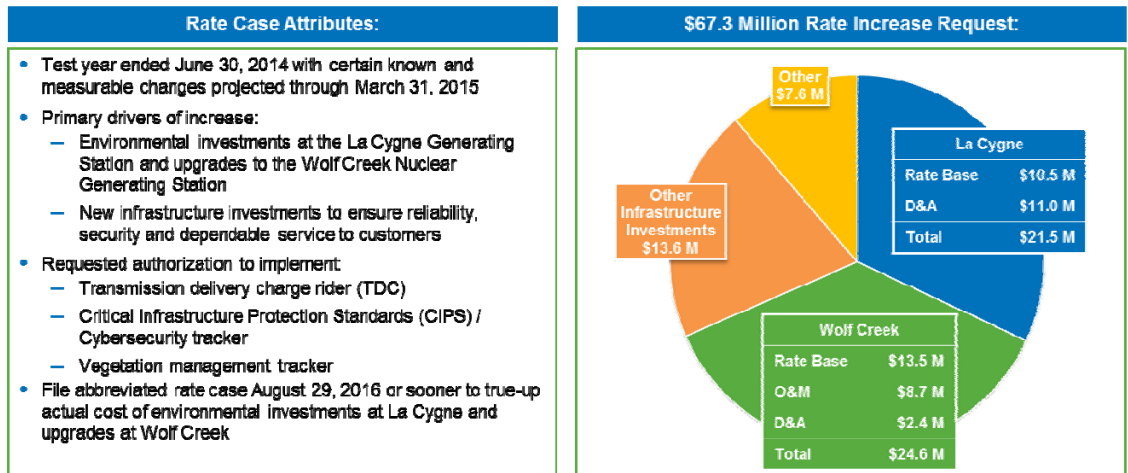 Rate Case Attributes:
• Test year ended June 30, 2014 with certain known and
measurable changes projected through March 31, 2015
• Primary drivers of increase:
– Environmental investments at the La Cygne Generating
Station and upgrades to the Wolf Creek Nuclear
Generating Station
– New infrastructure investments to ensure reliability,
security and dependable service to customers
• Requested authorization to implement:
– Transmission delivery charge rider (TDC)
– Critical Infrastructure Protection Standards (CIPS) /
Cybersecurity tracker
– Vegetation management tracker
• File abbreviated rate case August 29, 2016 or sooner to true-up
actual cost of environmental investments at La Cygne and
upgrades at Wolf Creek
$67.3 Million Rate Increase Request:
Other
$7.6 M
La Cygne
Rate Base $10.5 M
D&A $11.0 M
Total $21.5 M
Other
Infrastructure
Investments
$13.6 M
Wolf Creek
Rate Base $13.5 M
O&M $8.7 M
D&A $2.4 M
Total $24.6 M